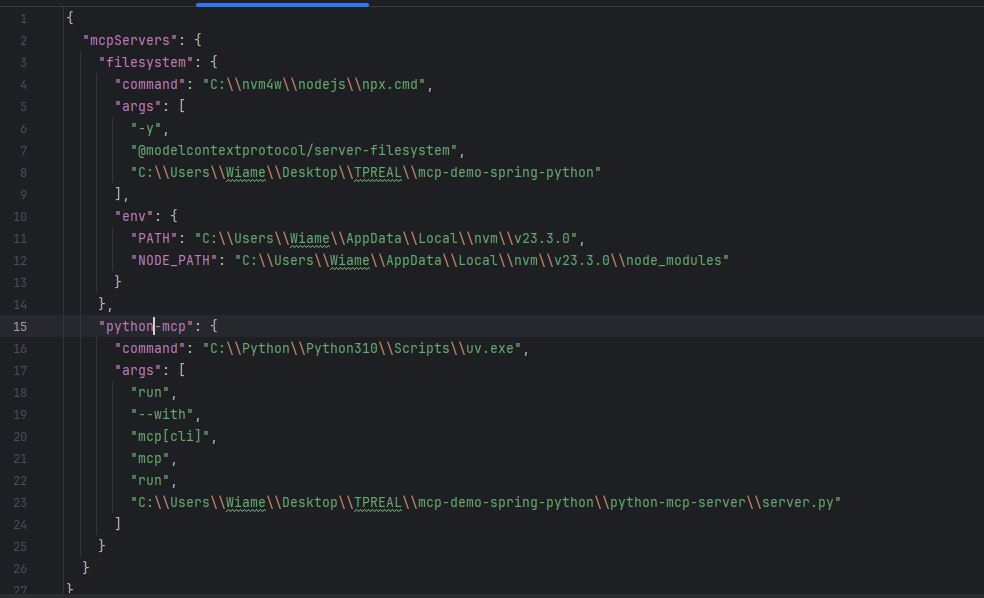 1 {
2 "mcpServers": {
3 "filesystem": {
4 "command": "C:\\nvm4w\\nodejs\\npx.cmd",
5 "args": [
6 "-y",
7 "@modelcontextprotocol/server-filesystem",
8 "C:\\Users\\Wiame\\Desktop\\TPREAL\\mcp-demo-spring-python"
9 ],
10 "env": {
11 "PATH": "C:\\Users\\Wiame\\AppData\\Local\\nvm\\v23.3.0",
12 "NODE_PATH": "C:\\Users\\Wiame\\AppData\\Local\\nvm\\v23.3.0\\node_modules"
13 }
14 },
15 "python-mcp": {
16 "command": "C:\\Python\\Python310\\Scripts\\uv.exe",
17 "args": [
18 "run",
19 "--with",
20 "mcp[cli]",
21 "mcp",
22 "run",
23 "C:\\Users\\Wiame\\Desktop\\TPREAL\\mcp-demo-spring-python\\python-mcp-server\\server.py"
24 ]
25 }
26 }
27 }